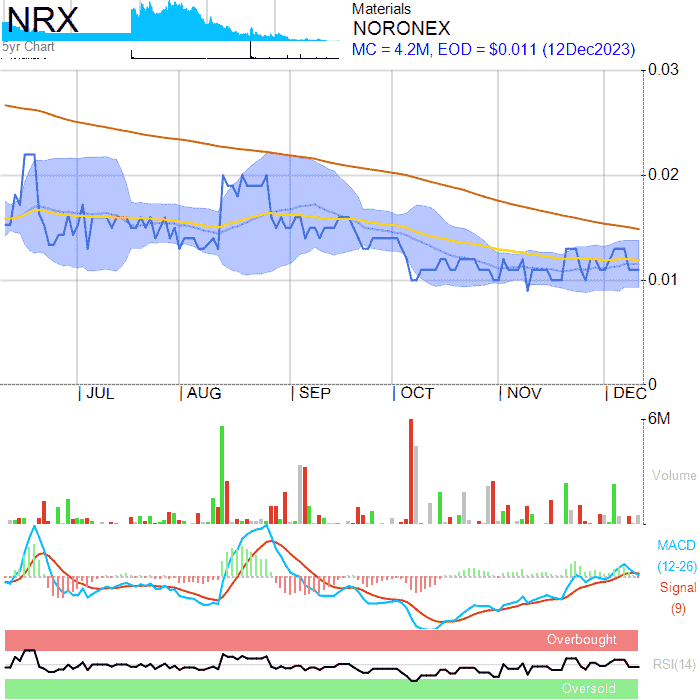 NRX
5yr Chart
Materials
NORONEX
MC = 4.2M, EOD = $0.011 (12Dec2023)
0.03
0.02
0.01
0
| JUL | AUG | SEP | OCT | NOV | DEC
6M
Volume
MACD
(12-26)
Signal
(9)
Overbought
RSI(14)
Oversold